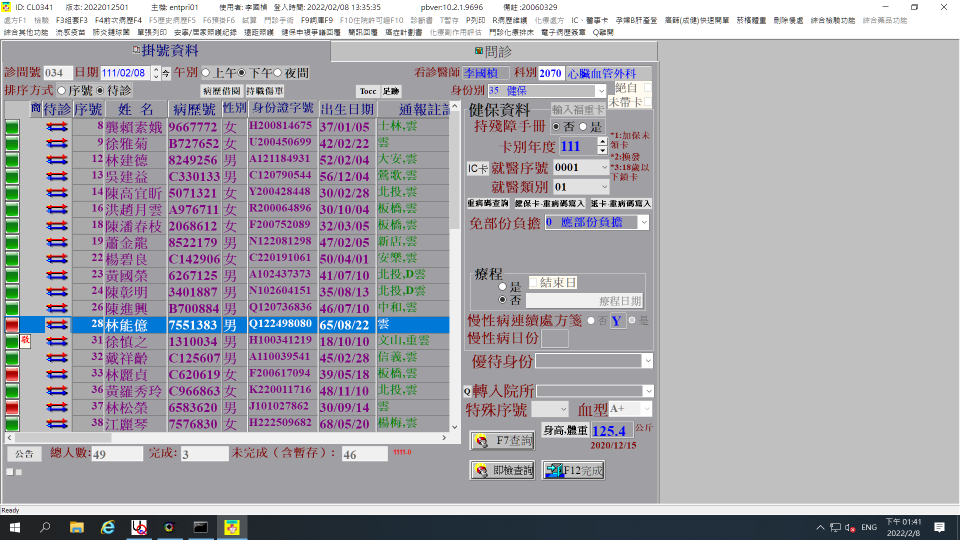 ID: CL0341 版本: 2022012501 主機: entpri01 使用者: 李國楨 登入時間: 2022/02/08 13:35:35 pbver:10.2.1.9696 備註:20060329
處方F1 檢驗 F3組套F3 F4前次病歷F4 F5歷史病歷F5 F6預掛F6 試算 門診手術 F9詞庫F9 F10住院許可證F10 診斷書 T暫存 P列印 R病歷維護 化療處方 IC、醫事卡 孕婦B肝產登 癌篩(或健)快速開單 菸檳體重 刪除優處 綜合檢驗功能 綜合藥品功能
綜合其他功能 流感疫苗 肺炎鏈球菌 單張列印 安寧/居家照護紀錄 遠距照護 健保申報爭議回覆 簡訊回覆 癌症計劃書 化療副作用評估 門診化療排床 電子病歷簽章 Q離開
掛號資料 問診
診間號 034 日期 111/02/08 今 午別 上午 下午 夜間 看診醫師 李國楨 科別 2070 心臟血管外科
排序方式 序號 待診 病歷借閱 持職傷單 Tocc 足跡 身份別 35 健保 絕自
未帶卡
商 待診 序號 姓 名 病歷號 性別 身份證字號 出生日期 通報註記
8 龔賴素娥 9667772 女 H200814675 37/01/05 士林,雲
9 徐雅菊 B727652 女 U200450699 42/02/22 雲
12 林建德 8249256 男 A121184931 52/02/04 大安,雲
13 吳建益 C330133 男 C120790544 56/12/04 鶯歌,雲
14 陳高宜昕 5071321 女 Y200428448 30/02/28 北投,雲
16 洪趙月雲 A976711 女 R200064896 30/10/04 板橋,雲
18 陳潘春枝 2068612 女 F200752089 32/03/05 板橋,雲
19 蕭金龍 8522179 男 N122081298 47/02/05 新店,雲
22 楊碧良 C142906 女 C220191061 50/04/01 安樂,雲
23 黃國榮 6267125 男 A102437373 41/07/10 北投,D雲
24 陳彰明 3401887 男 N102604151 35/08/13 北投,D雲
26 陳進興 B700884 男 Q120736836 46/07/10 中和,雲
28 林能億 7551383 男 Q122498080 65/08/22 雲
敬 31 徐慎之 1310034 男 H100341219 18/10/10 文山,重雲
32 戴祥齡 C125607 男 A110039541 45/02/28 信義,雲
33 林麗貞 C620619 女 F200617094 39/05/18 板橋,雲
36 黃羅秀玲 C966863 女 K220011716 48/11/10 北投,雲
37 林松榮 6583620 男 J101027862 30/09/14 雲
38 江麗琴 7576830 女 H222509682 68/05/20 楊梅,雲
公告 總人數: 49 完成: 3 未完成（含暫存）: 46 1111-0
健保資料 輸入福重卡
持殘障手冊 否 是
卡別年度 111
*1:加保未領卡
*2:換發
*3:18歲以下鎖卡
IC卡 就醫序號 0001
就醫類別 01
重病碼查詢 健保卡-重病碼寫入 紙卡-重病碼寫入
免部份負擔 0 應部份負擔
療程 是 否 結束日
療程日期
慢性病連續處方箋 否 Y 是
慢性病日份
優待身份
Q 轉入院所
特殊序號 血型 A+
F7查詢 身高.體重 125.4 公斤
2020/12/15
即檢查詢 F12完成
Ready
ENG 下午 01:41
2022/2/8